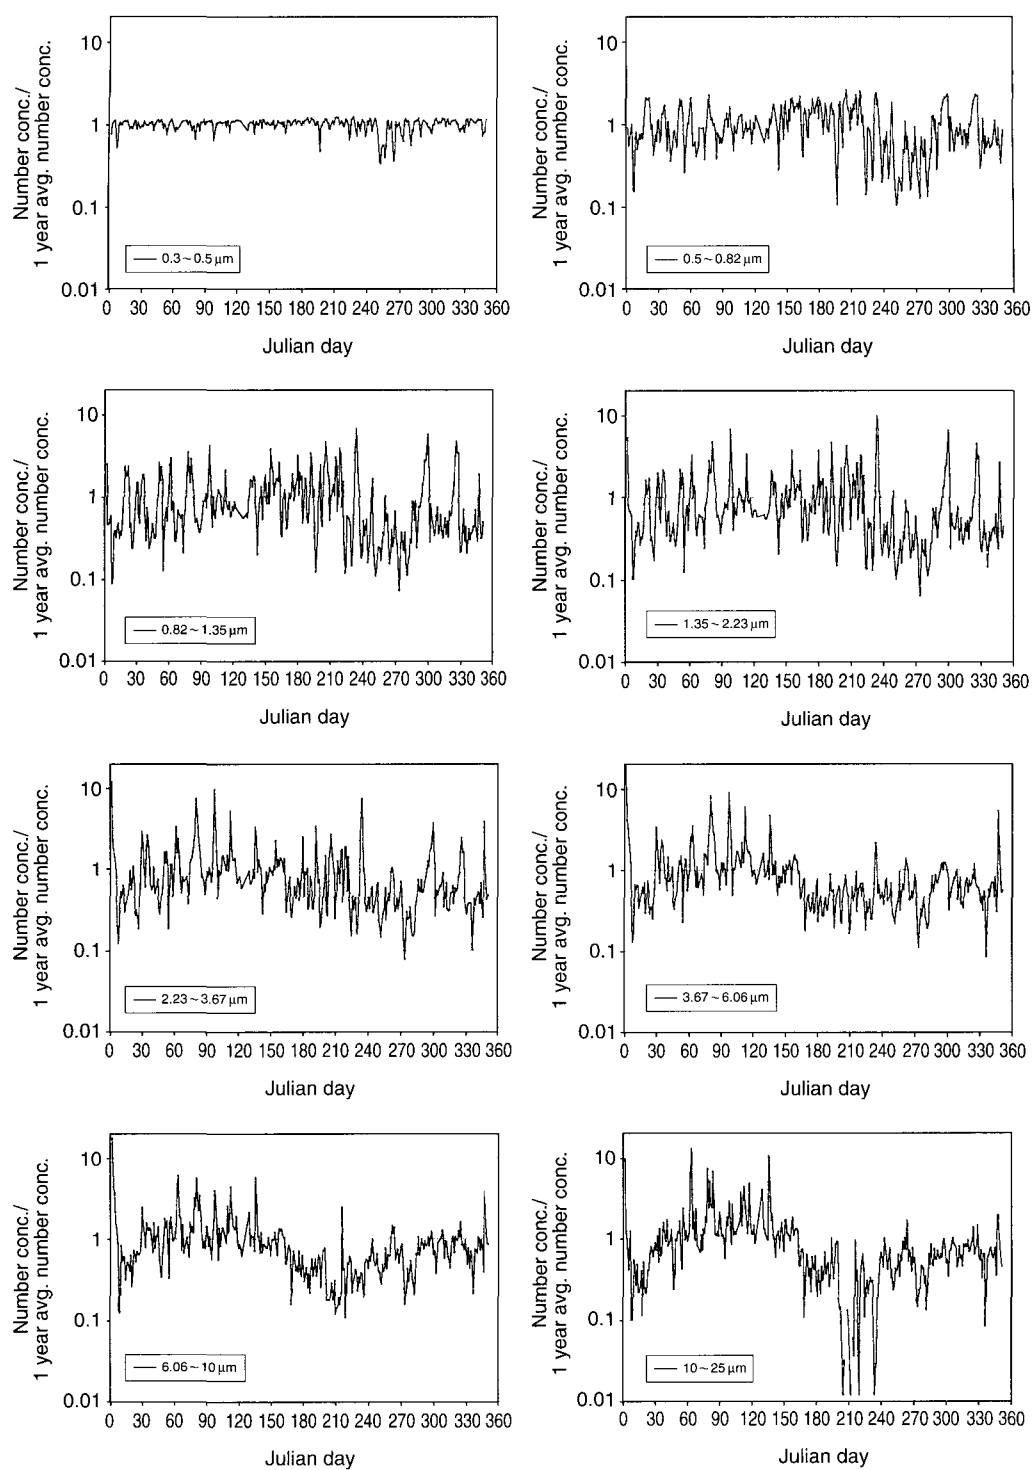 Number conc./
1 year avg. number conc.
10
1
0.1
0.01
0.3~0.5 µm
0 30 60 90 120 150 180 210 240 270 300 330 360
Julian day
Number conc./
1 year avg. number conc.
10
1
0.1
0.01
0.5~0.82 µm
0 30 60 90 120 150 180 210 240 270 300 330 360
Julian day
Number conc./
1 year avg. number conc.
10
1
0.1
0.01
0.82~1.35 µm
0 30 60 90 120 150 180 210 240 270 300 330 360
Julian day
Number conc./
1 year avg. number conc.
10
1
0.1
0.01
1.35~2.23 µm
0 30 60 90 120 150 180 210 240 270 300 330 360
Julian day
Number conc./
1 year avg. number conc.
10
1
0.1
0.01
2.23~3.67 µm
0 30 60 90 120 150 180 210 240 270 300 330 360
Julian day
Number conc./
1 year avg. number conc.
10
1
0.1
0.01
3.67~6.06 µm
0 30 60 90 120 150 180 210 240 270 300 330 360
Julian day
Number conc./
1 year avg. number conc.
10
1
0.1
0.01
6.06~10 µm
0 30 60 90 120 150 180 210 240 270 300 330 360
Julian day
Number conc./
1 year avg. number conc.
10
1
0.1
0.01
10~25 µm
0 30 60 90 120 150 180 210 240 270 300 330 360
Julian day